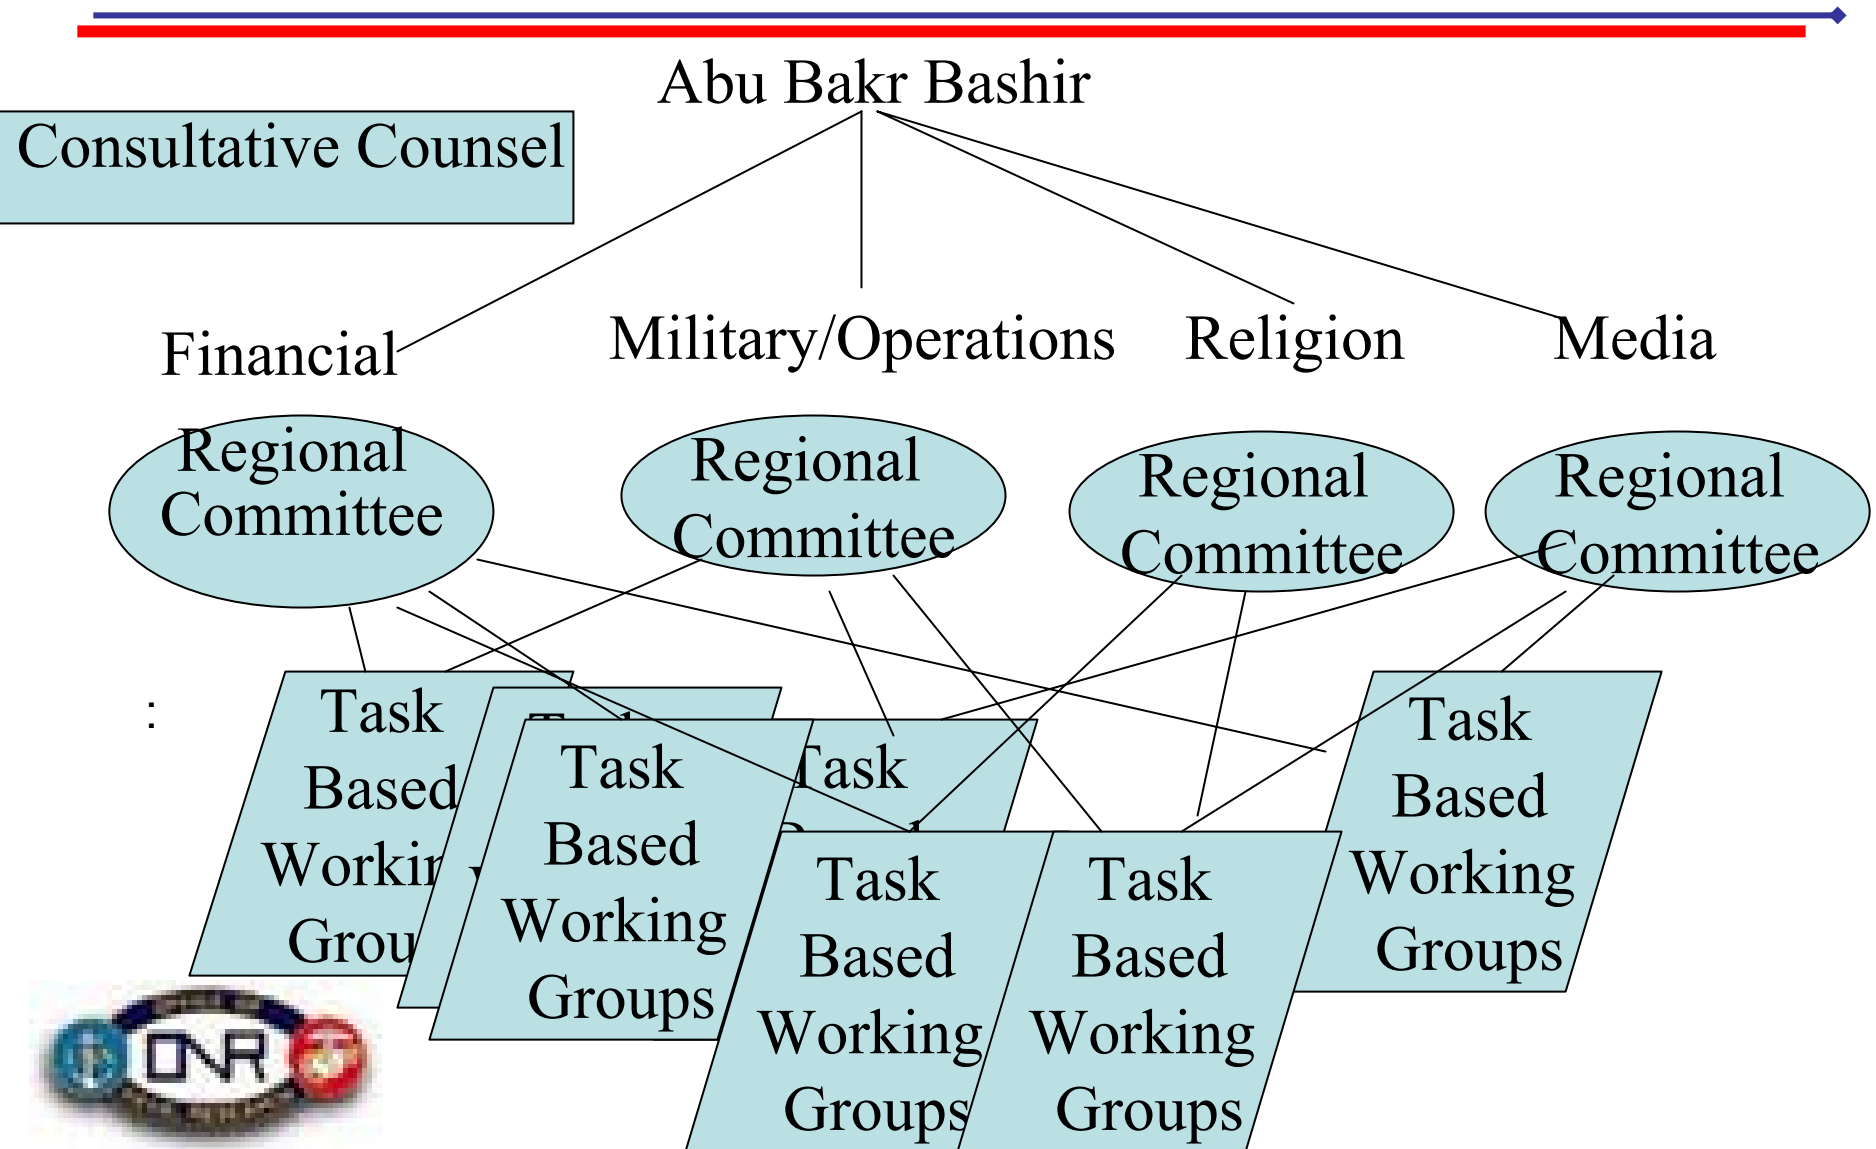 Abu Bakr Bashir
Consultative Counsel
Financial
Military/Operations
Religion
Media
Regional
Committee
Regional
Committee
Regional
Committee
Regional
Committee
:
Task
Based
Workin
Grou
Task
Based
Working
Groups
Task
Task
Based
Working
Groups
Task
Based
Working
Groups
Task
Based
Working
Groups
ONR